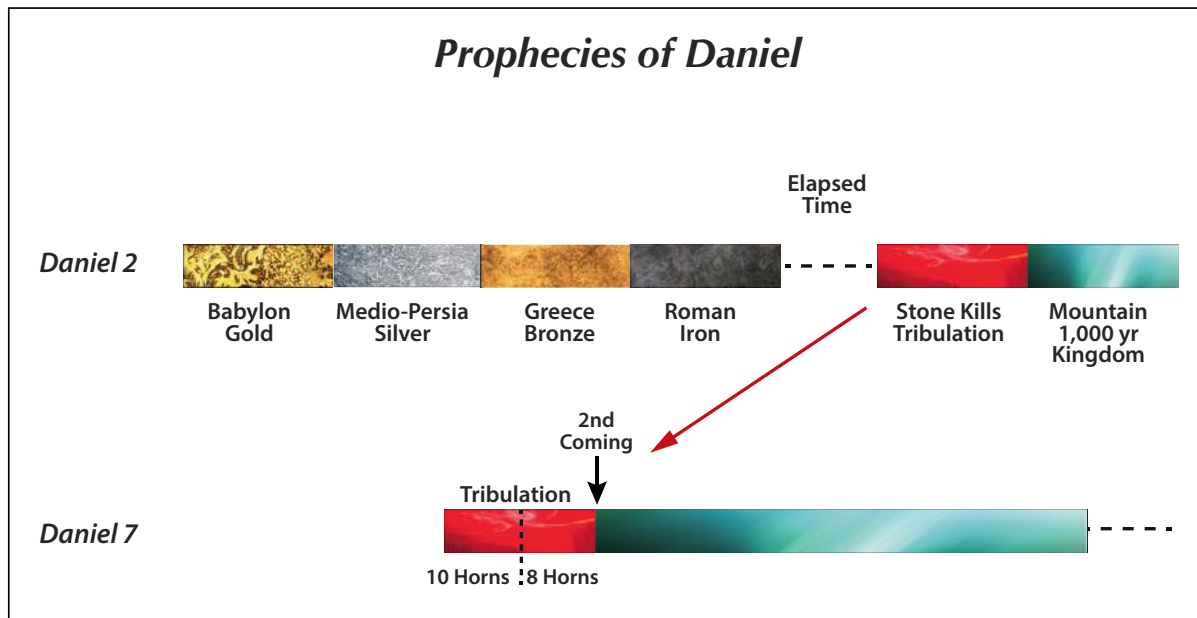 Prophecies of Daniel
Elapsed
Time
Daniel 2
Babylon
Gold
Medio-Persia
Silver
Greece
Bronze
Roman
Iron
Stone Kills
Tribulation
Mountain
1,000 yr
Kingdom
2nd
Coming
Tribulation
Daniel 7
10 Horns
8 Horns